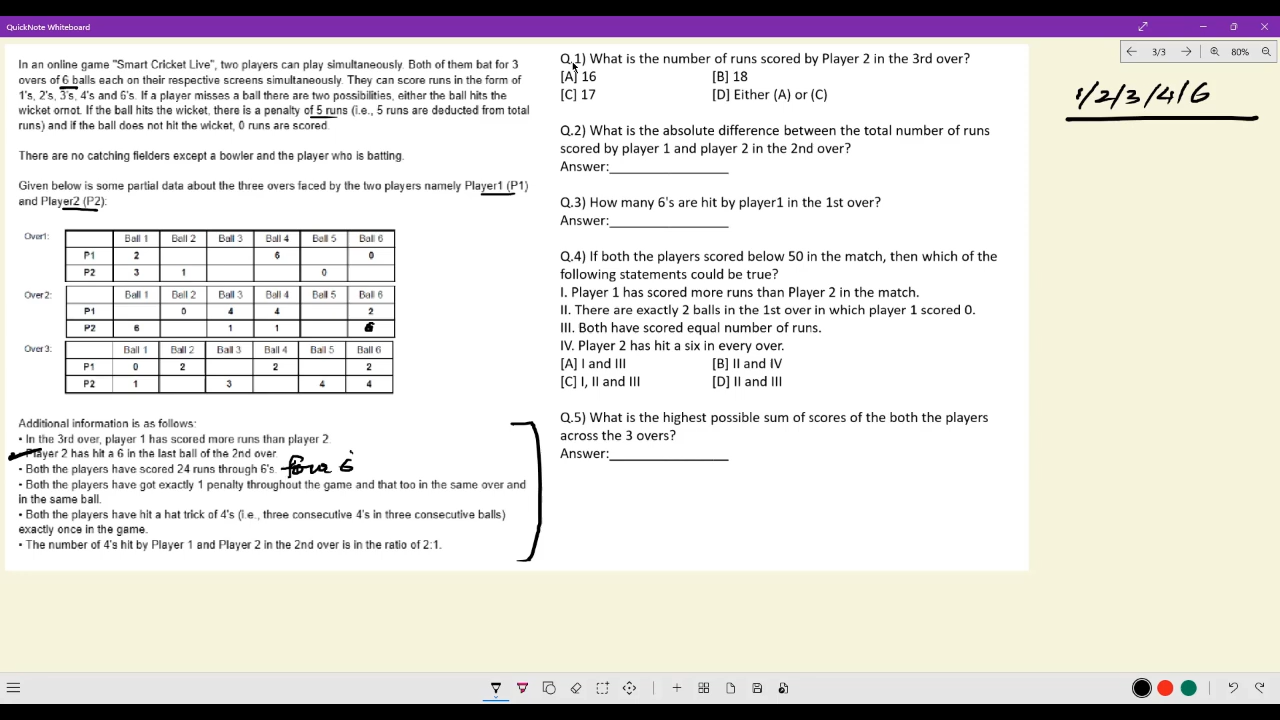 QuickNote Whiteboard
3/3
80%
In an online game "Smart Cricket Live", two players can play simultaneously. Both of them bat for 3
overs of 6 balls each on their respective screens simultaneously. They can score runs in the form of
1's, 2's, 3's, 4's and 6's. If a player misses a ball there are two possibilities, either the ball hits the
wicket ornot. If the ball hits the wicket, there is a penalty of 5 runs (i.e., 5 runs are deducted from total
runs) and if the ball does not hit the wicket, 0 runs are scored.
There are no catching fielders except a bowler and the player who is batting.
Given below is some partial data about the three overs faced by the two players namely Player1 (P1)
and Player2 (P2):
Over1:
Ball 1 Ball 2 Ball 3 Ball 4 Ball 5 Ball 6
P1 2 6 0
P2 3 1 0
Over2:
Ball 1 Ball 2 Ball 3 Ball 4 Ball 5 Ball 6
P1 0 4 4 2
P2 6 1 1 6
Over3:
Ball 1 Ball 2 Ball 3 Ball 4 Ball 5 Ball 6
P1 0 2 2 2
P2 1 3 4 4
Additional information is as follows:
• In the 3rd over, player 1 has scored more runs than player 2.
Player 2 has hit a 6 in the last ball of the 2nd over.
• Both the players have scored 24 runs through 6's. four 6
• Both the players have got exactly 1 penalty throughout the game and that too in the same over and
in the same ball.
• Both the players have hit a hat trick of 4's (i.e., three consecutive 4's in three consecutive balls)
exactly once in the game.
• The number of 4's hit by Player 1 and Player 2 in the 2nd over is in the ratio of 2:1.
Q.1) What is the number of runs scored by Player 2 in the 3rd over?
[A] 16 [B] 18
[C] 17 [D] Either (A) or (C)
Q.2) What is the absolute difference between the total number of runs
scored by player 1 and player 2 in the 2nd over?
Answer:_________________
Q.3) How many 6's are hit by player1 in the 1st over?
Answer:_________________
Q.4) If both the players scored below 50 in the match, then which of the
following statements could be true?
I. Player 1 has scored more runs than Player 2 in the match.
II. There are exactly 2 balls in the 1st over in which player 1 scored 0.
III. Both have scored equal number of runs.
IV. Player 2 has hit a six in every over.
[A] I and III [B] II and IV
[C] I, II and III [D] II and III
Q.5) What is the highest possible sum of scores of the both the players
across the 3 overs?
Answer:_________________
1/2/3/4/6